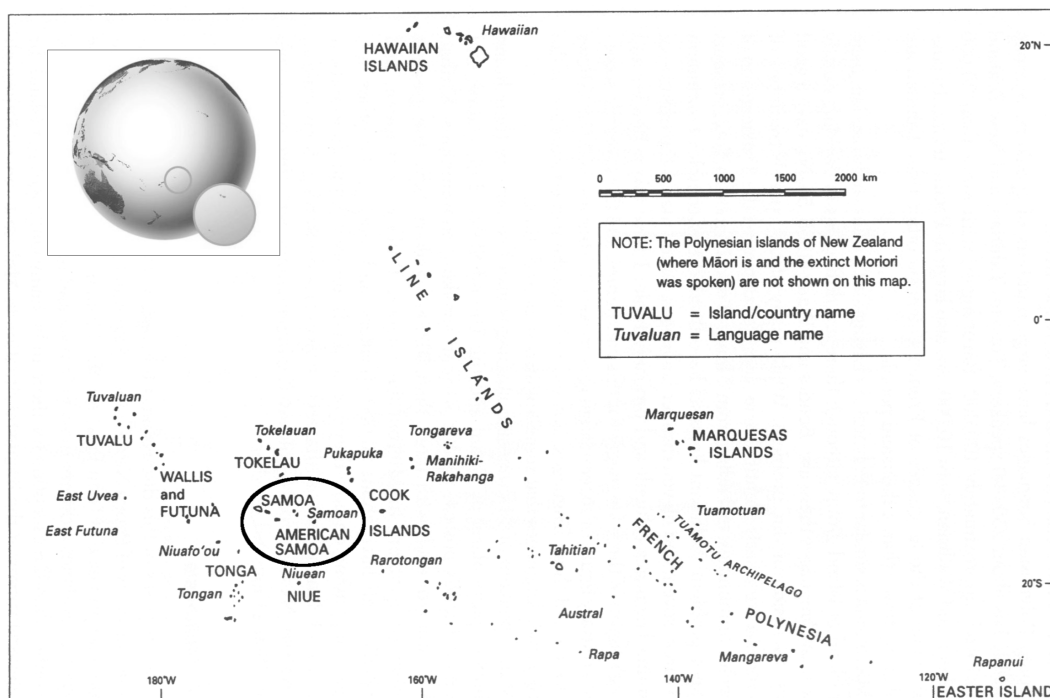 Hawaiian
HAWAIIAN
ISLANDS
20°N
0 500 1000 1500 2000 km
NOTE: The Polynesian islands of New Zealand
(where Māori is and the extinct Moriori
was spoken) are not shown on this map.
TUVALU = Island/country name
Tuvaluan = Language name
LINE ISLANDS
0°
Tuvaluan
TUVALU
Tokelauan
TOKELAU
Pukapuka
Tongareva
Manihiki-
Rakahanga
Marquesan
MARQUESAS
ISLANDS
WALLIS
and
FUTUNA
East Uvea
East Futuna
SAMOA
Samoan
AMERICAN
SAMOA
COOK
ISLANDS
Niuafo'ou
TONGA
Tongan
Niuean
NIUE
Rarotongan
Tahitian
FRENCH
POLYNESIA
Tuamotuan
TUAMOTU ARCHIPELAGO
20°S
Austral
Rapa
Mangareva
Rapanui
EASTER ISLAND
180°W
160°W
140°W
120°W